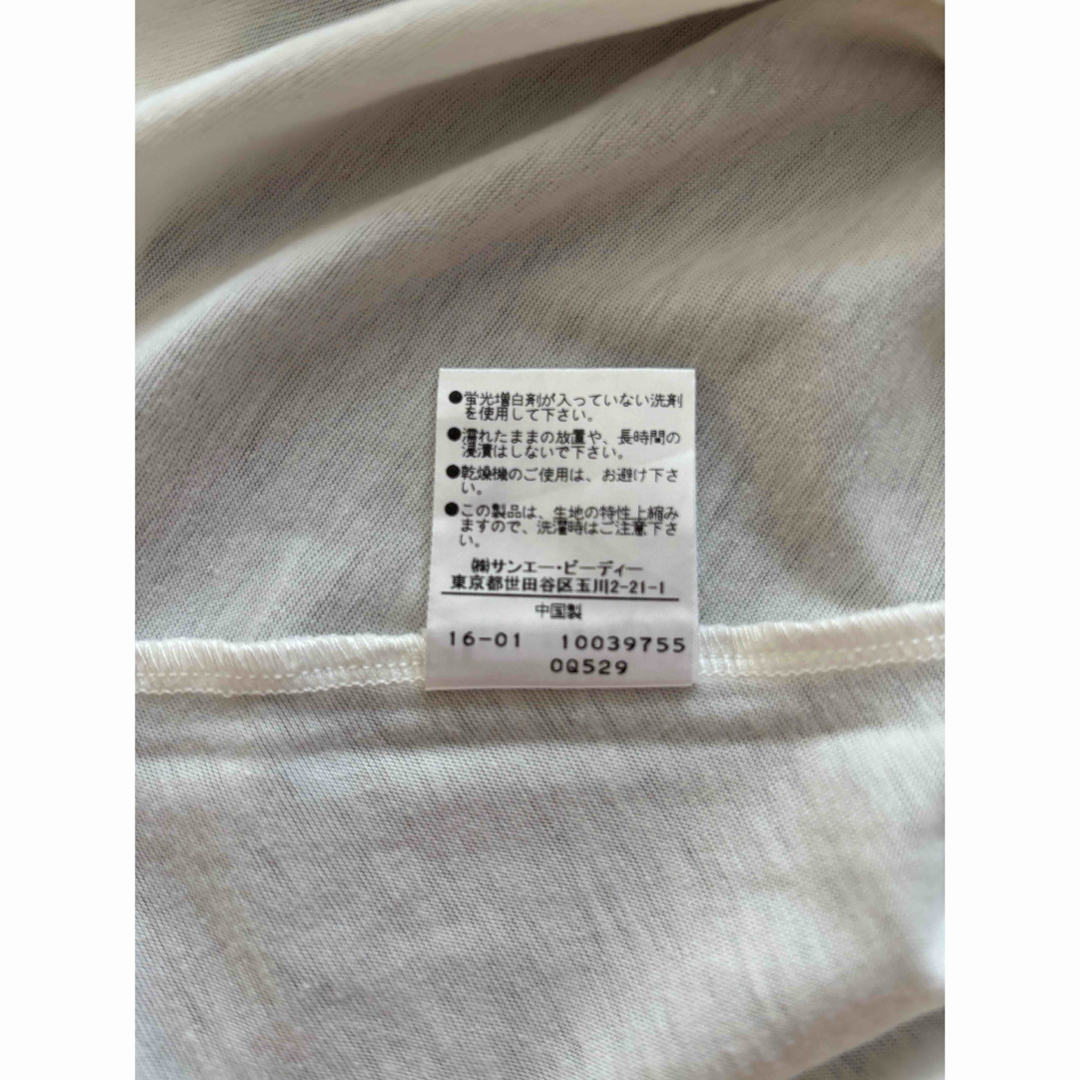 ●蛍光増白剤が入っていない洗剤
を使用して下さい。
●濡れたままの放置や、長時間の
浸漬はしないで下さい。
●乾燥機のご使用は、お避け下さ
い。
●この製品は、生地の特性上縮み
ますので、洗濯時はご注意下さ
い。
㈱サンエー・ビーディー
東京都世田谷区玉川2-21-1
中国製
16-01 10039755
0Q529